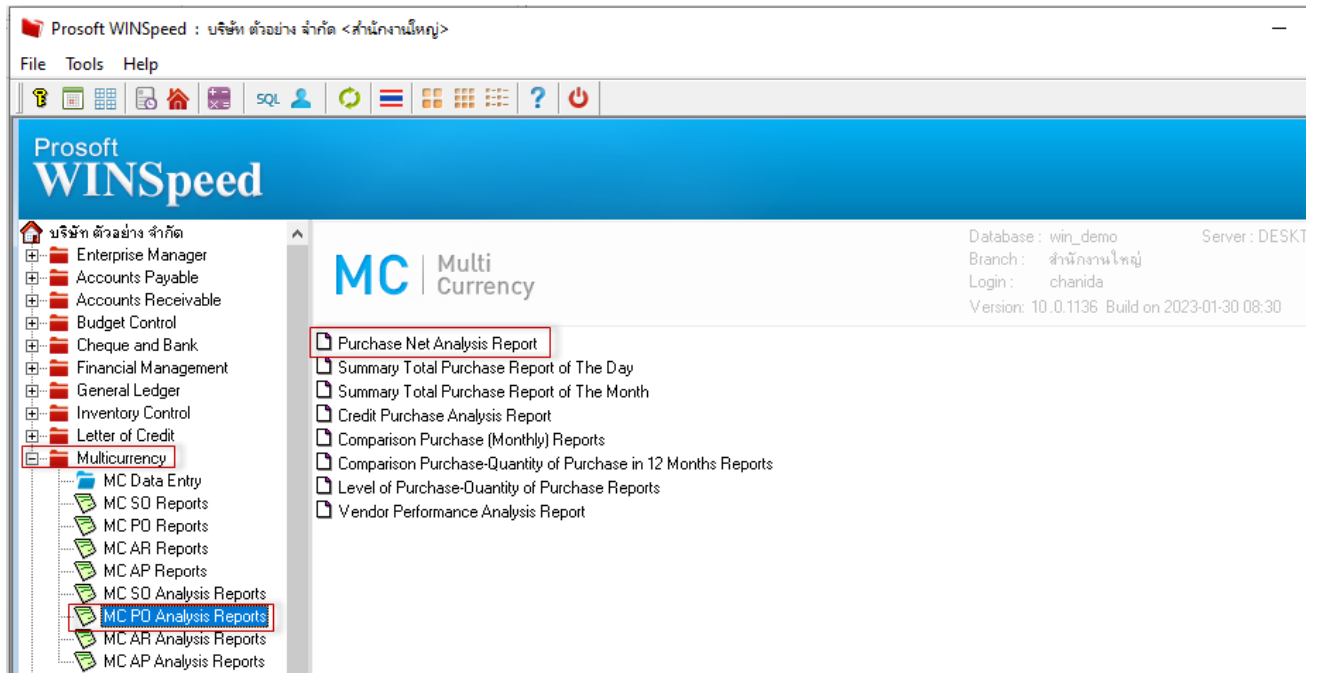 Prosoft WINSpeed : บริษัท ตัวอย่าง จำกัด <สำนักงานใหญ่>
File Tools Help
SQL
?
Prosoft
WINSpeed
บริษัท ตัวอย่าง จำกัด
Enterprise Manager
Accounts Payable
Accounts Receivable
Budget Control
Cheque and Bank
Financial Management
General Ledger
Inventory Control
Letter of Credit
Multicurrency
MC Data Entry
MC SO Reports
MC PO Reports
MC AR Reports
MC AP Reports
MC SO Analysis Reports
MC PO Analysis Reports
MC AR Analysis Reports
MC AP Analysis Reports
MC Multi
Currency
Database : win_demo Server : DESKT
Branch : สำนักงานใหญ่
Login : chanida
Version: 10.0.1136 Build on 2023-01-30 08:30
Purchase Net Analysis Report
Summary Total Purchase Report of The Day
Summary Total Purchase Report of The Month
Credit Purchase Analysis Report
Comparison Purchase (Monthly) Reports
Comparison Purchase-Quantity of Purchase in 12 Months Reports
Level of Purchase-Quantity of Purchase Reports
Vendor Performance Analysis Report